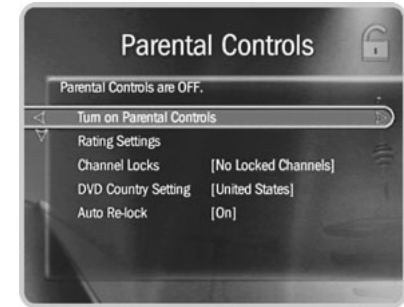 Parental Controls
Parental Controls are OFF.
Turn on Parental Controls
Rating Settings
Channel Locks [No Locked Channels]
DVD Country Setting [United States]
Auto Re-lock [On]